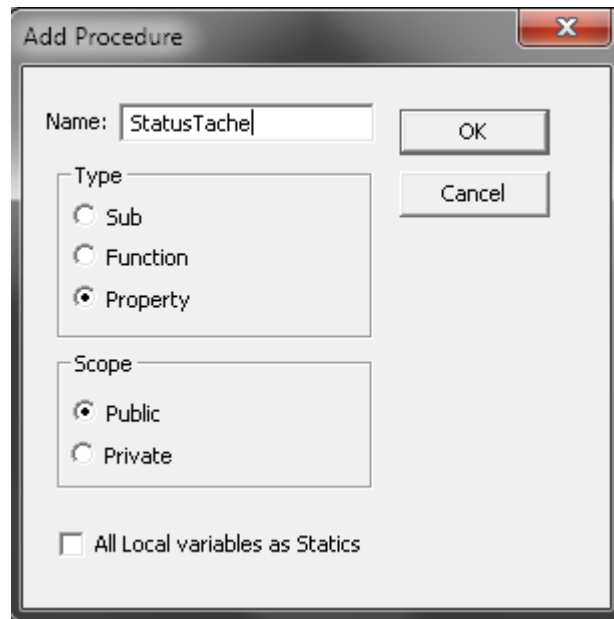 Add Procedure
Name: StatusTache
OK
Type
Cancel
Sub
Function
Property
Scope
Public
Private
All Local variables as Statics